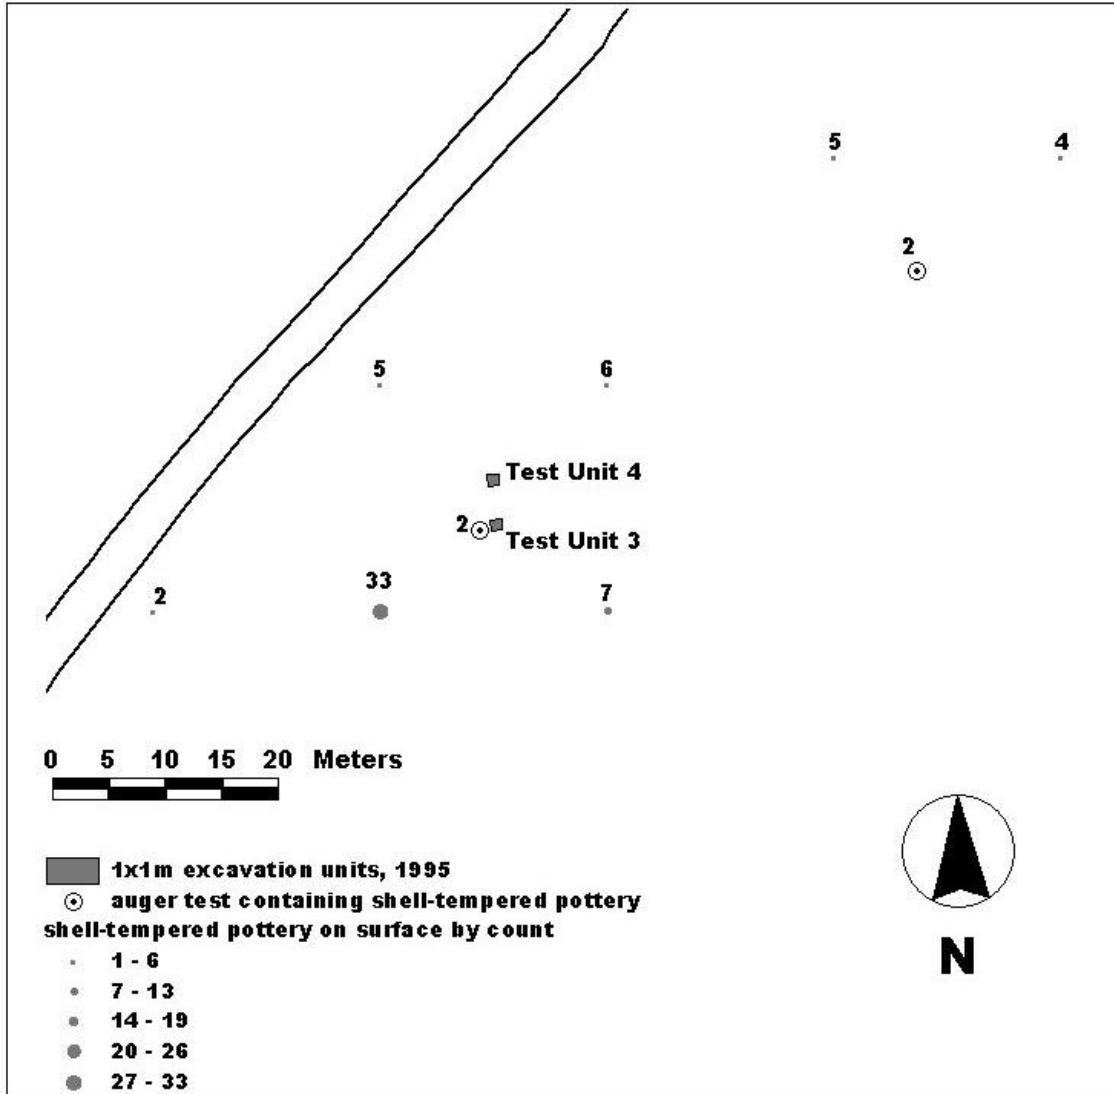 5 4
2
5 6
Test Unit 4
2
Test Unit 3
2 33 7
0 5 10 15 20 Meters
1x1m excavation units, 1995
auger test containing shell-tempered pottery
shell-tempered pottery on surface by count
1 - 6
7 - 13
14 - 19
20 - 26
27 - 33
N